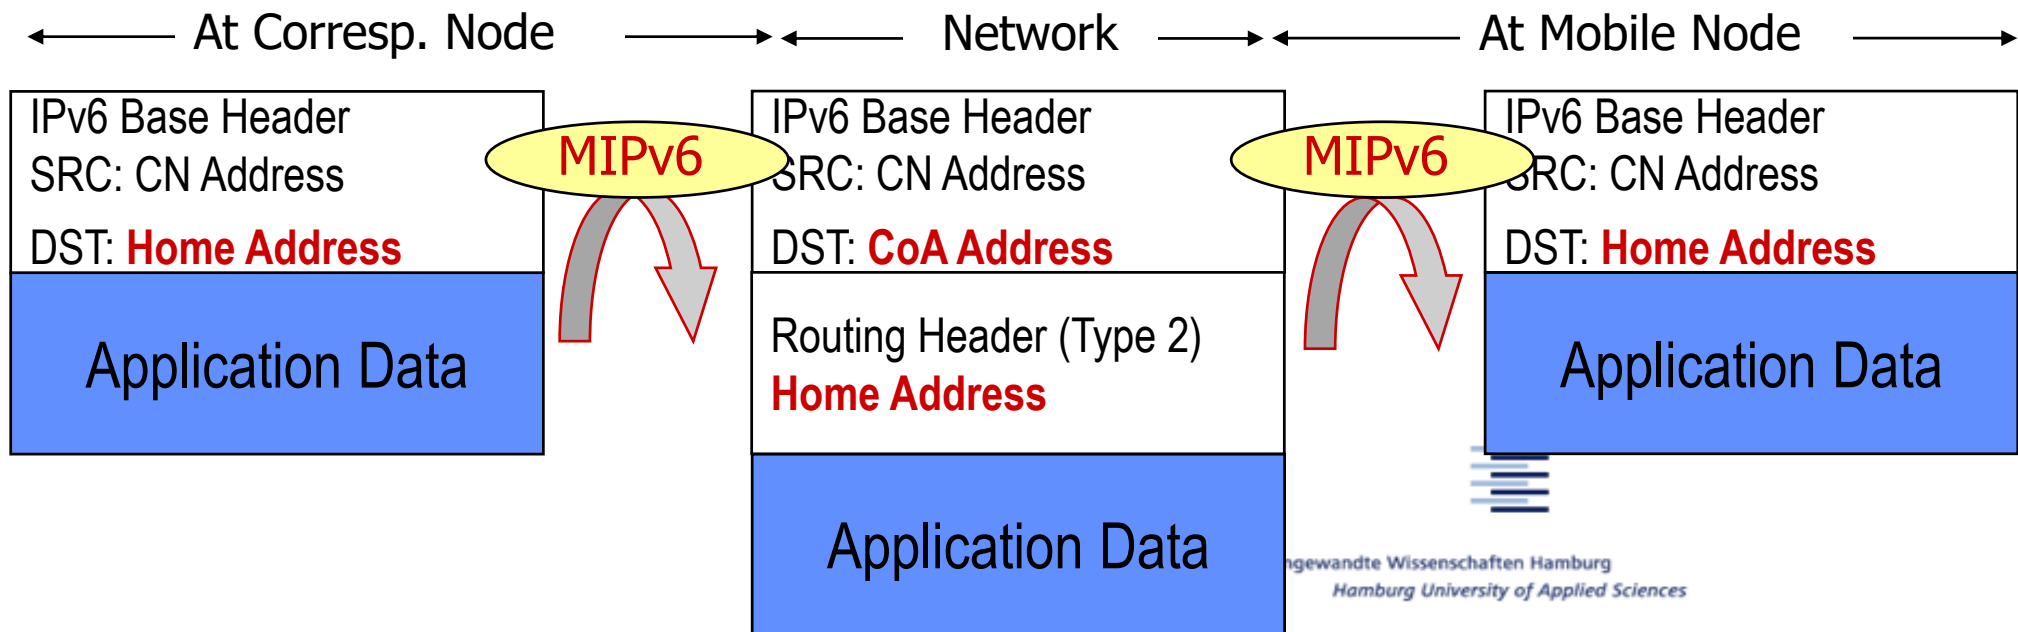 At Corresp. Node
Network
At Mobile Node
IPv6 Base Header
SRC: CN Address
DST: Home Address
Application Data
MIPv6
IPv6 Base Header
SRC: CN Address
DST: CoA Address
Routing Header (Type 2)
Home Address
Application Data
MIPv6
IPv6 Base Header
SRC: CN Address
DST: Home Address
Application Data
ngewandte Wissenschaften Hamburg
Hamburg University of Applied Sciences